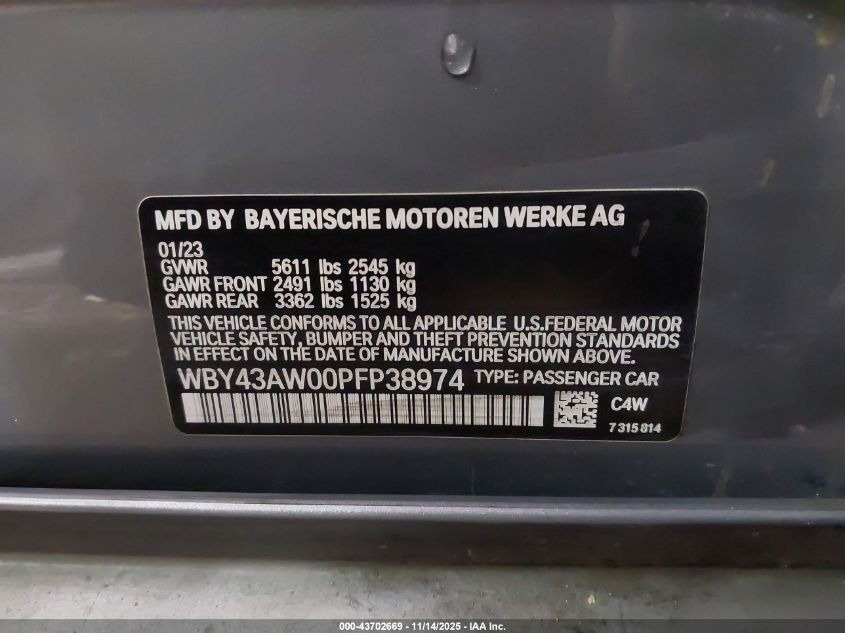 MFD BY BAYERISCHE MOTOREN WERKE AG
01/23
GVWR 5611 lbs 2545 kg
GAWR FRONT 2491 lbs 1130 kg
GAWR REAR 3362 lbs 1525 kg
THIS VEHICLE CONFORMS TO ALL APPLICABLE U.S.FEDERAL MOTOR
VEHICLE SAFETY, BUMPER AND THEFT PREVENTION STANDARDS
IN EFFECT ON THE DATE OF MANUFACTURE SHOWN ABOVE.
WBY43AW00PFP38974 TYPE: PASSENGER CAR
C4W
7315814
000-43702669 - 11/14/2025 - IAA Inc.